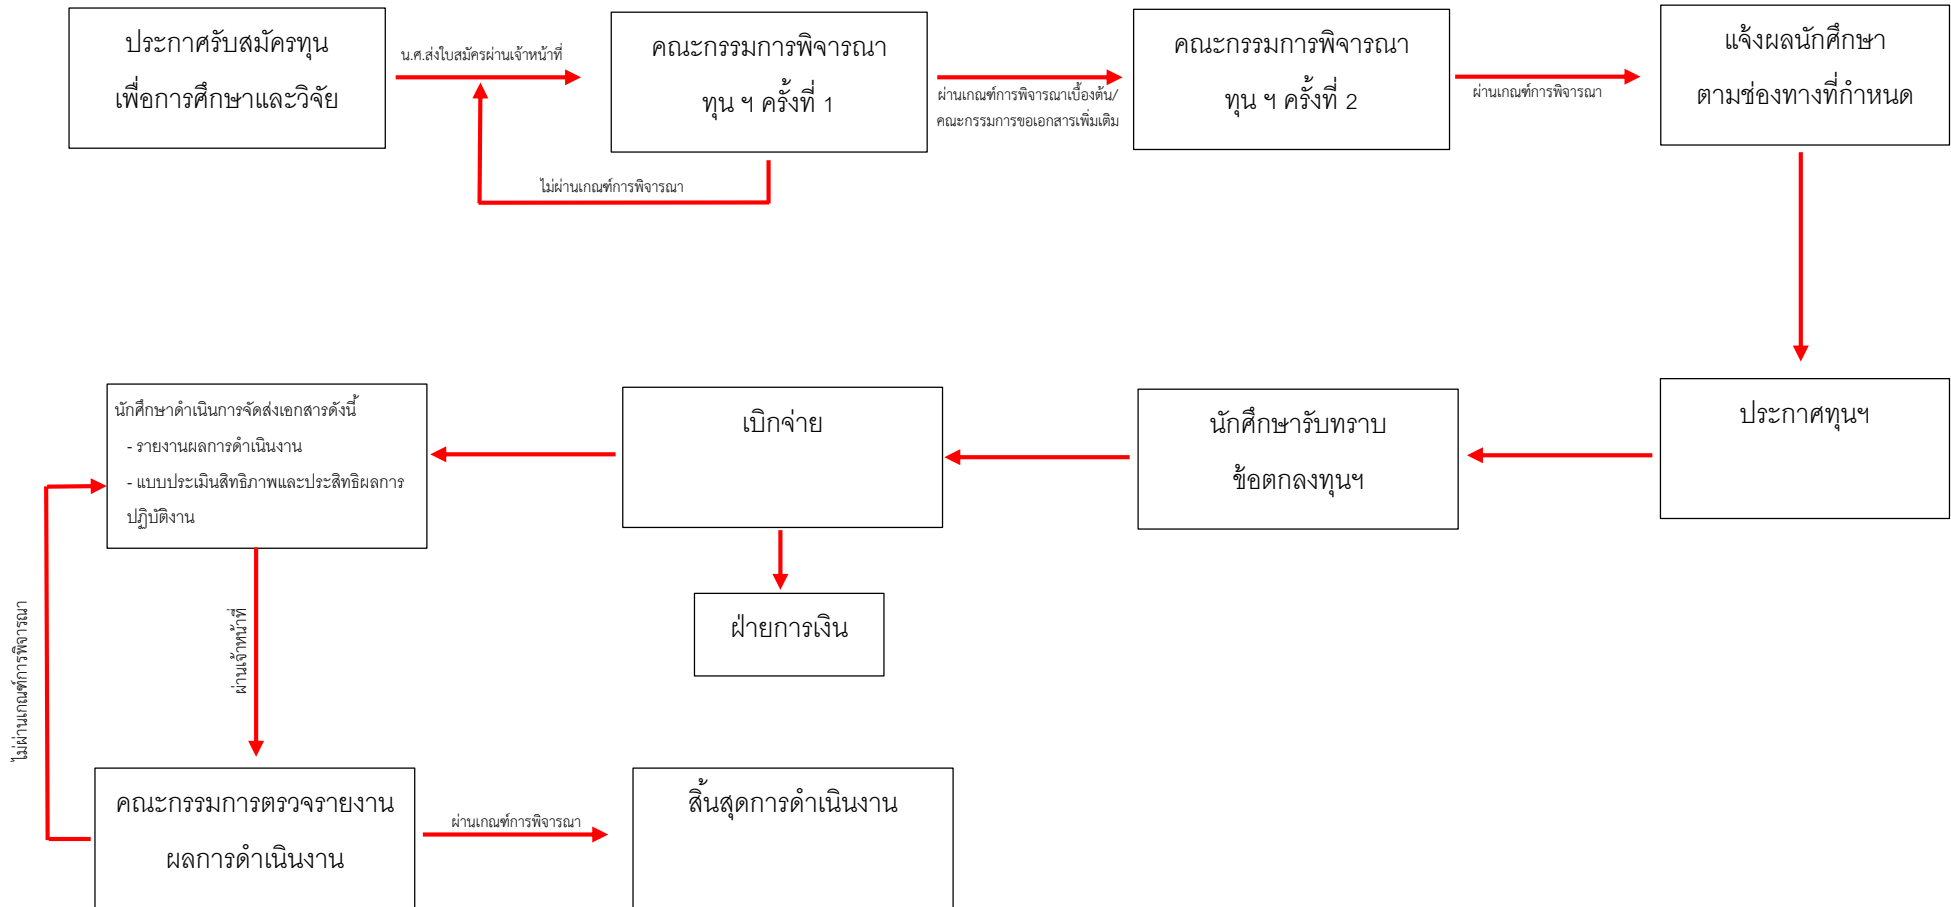 ประกาศรับสมัครทุน
เพื่อการศึกษาและวิจัย
น.ศ.ส่งใบสมัครผ่านเจ้าหน้าที่
คณะกรรมการพิจารณา
ทุน ฯ ครั้งที่ 1
ผ่านเกณฑ์การพิจารณาเบื้องต้น/
คณะกรรมการขอเอกสารเพิ่มเติม
คณะกรรมการพิจารณา
ทุน ฯ ครั้งที่ 2
ผ่านเกณฑ์การพิจารณา
แจ้งผลนักศึกษา
ตามช่องทางที่กำหนด
ไม่ผ่านเกณฑ์การพิจารณา
ประกาศทุนฯ
นักศึกษารับทราบ
ข้อตกลงทุนฯ
เบิกจ่าย
ฝ่ายการเงิน
นักศึกษาดำเนินการจัดส่งเอกสารดังนี้
- รายงานผลการดำเนินงาน
- แบบประเมินสิทธิภาพและประสิทธิผลการ
ปฏิบัติงาน
ผ่านเจ้าหน้าที่
ไม่ผ่านเกณฑ์การพิจารณา
คณะกรรมการตรวจรายงาน
ผลการดำเนินงาน
ผ่านเกณฑ์การพิจารณา
สิ้นสุดการดำเนินงาน